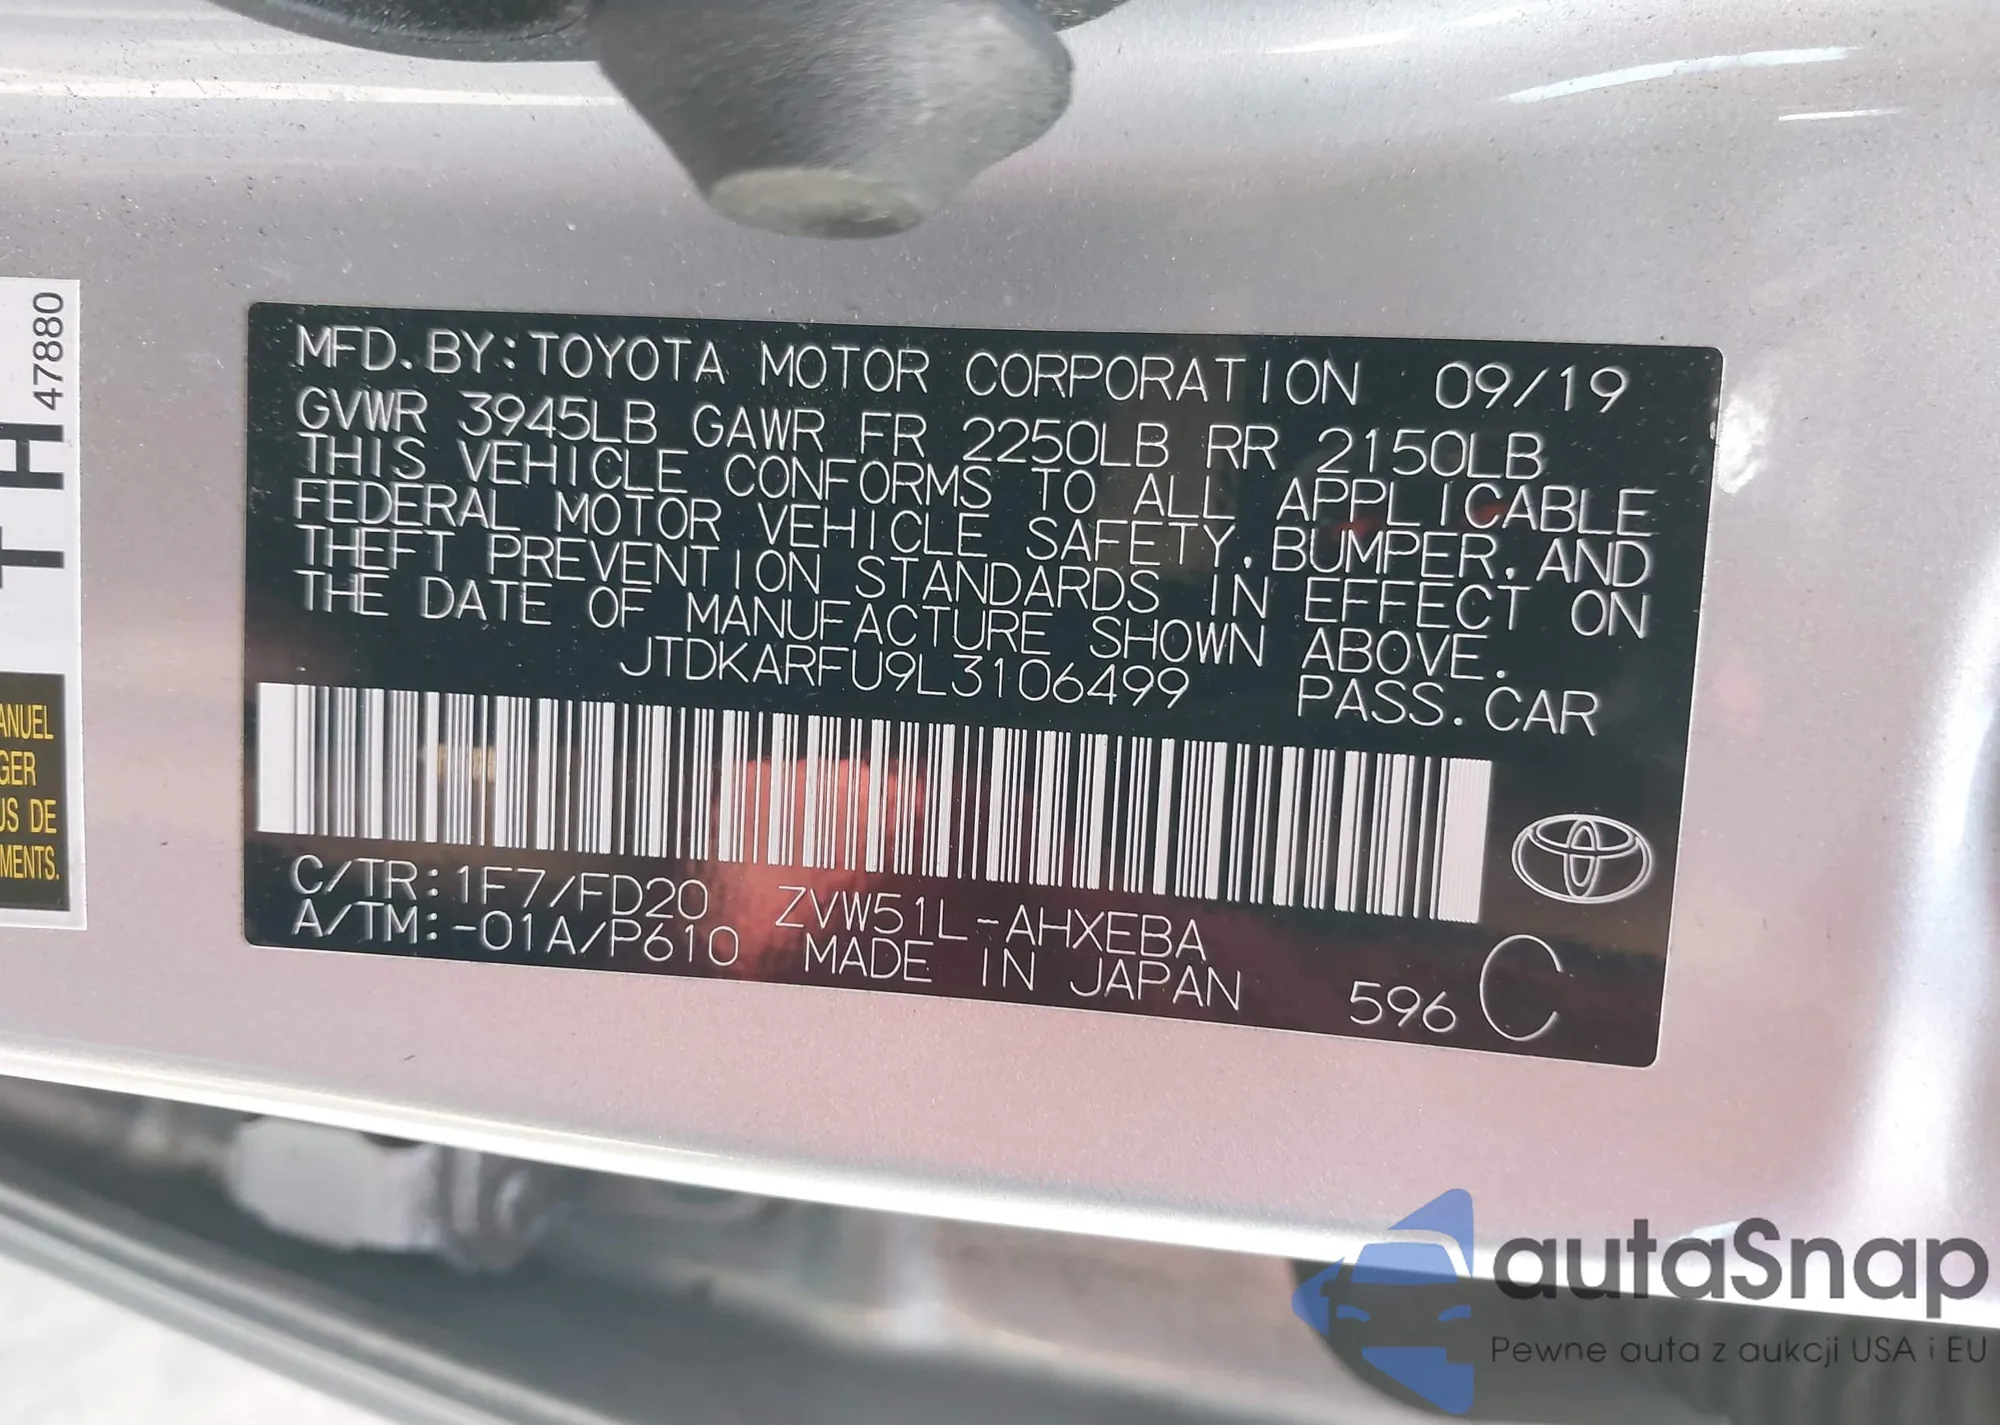 MFD.BY:TOYOTA MOTOR CORPORATION 09/19
GVWR 3945LB GAWR FR 2250LB RR 2150LB
THIS VEHICLE CONFORMS TO ALL APPLICABLE
FEDERAL MOTOR VEHICLE SAFETY,BUMPER,AND
THEFT PREVENTION STANDARDS IN EFFECT ON
THE DATE OF MANUFACTURE SHOWN ABOVE.
JTDKARFU9L3106499 PASS.CAR
C/TR:1F7/FD20 ZVW51L-AHXEBA
A/TM:-01A/P610 MADE IN JAPAN 596 C
47880
TH
ANUEL
GER
US DE
MENTS.
autaSnap
Pewne auta z aukcji USA i EU